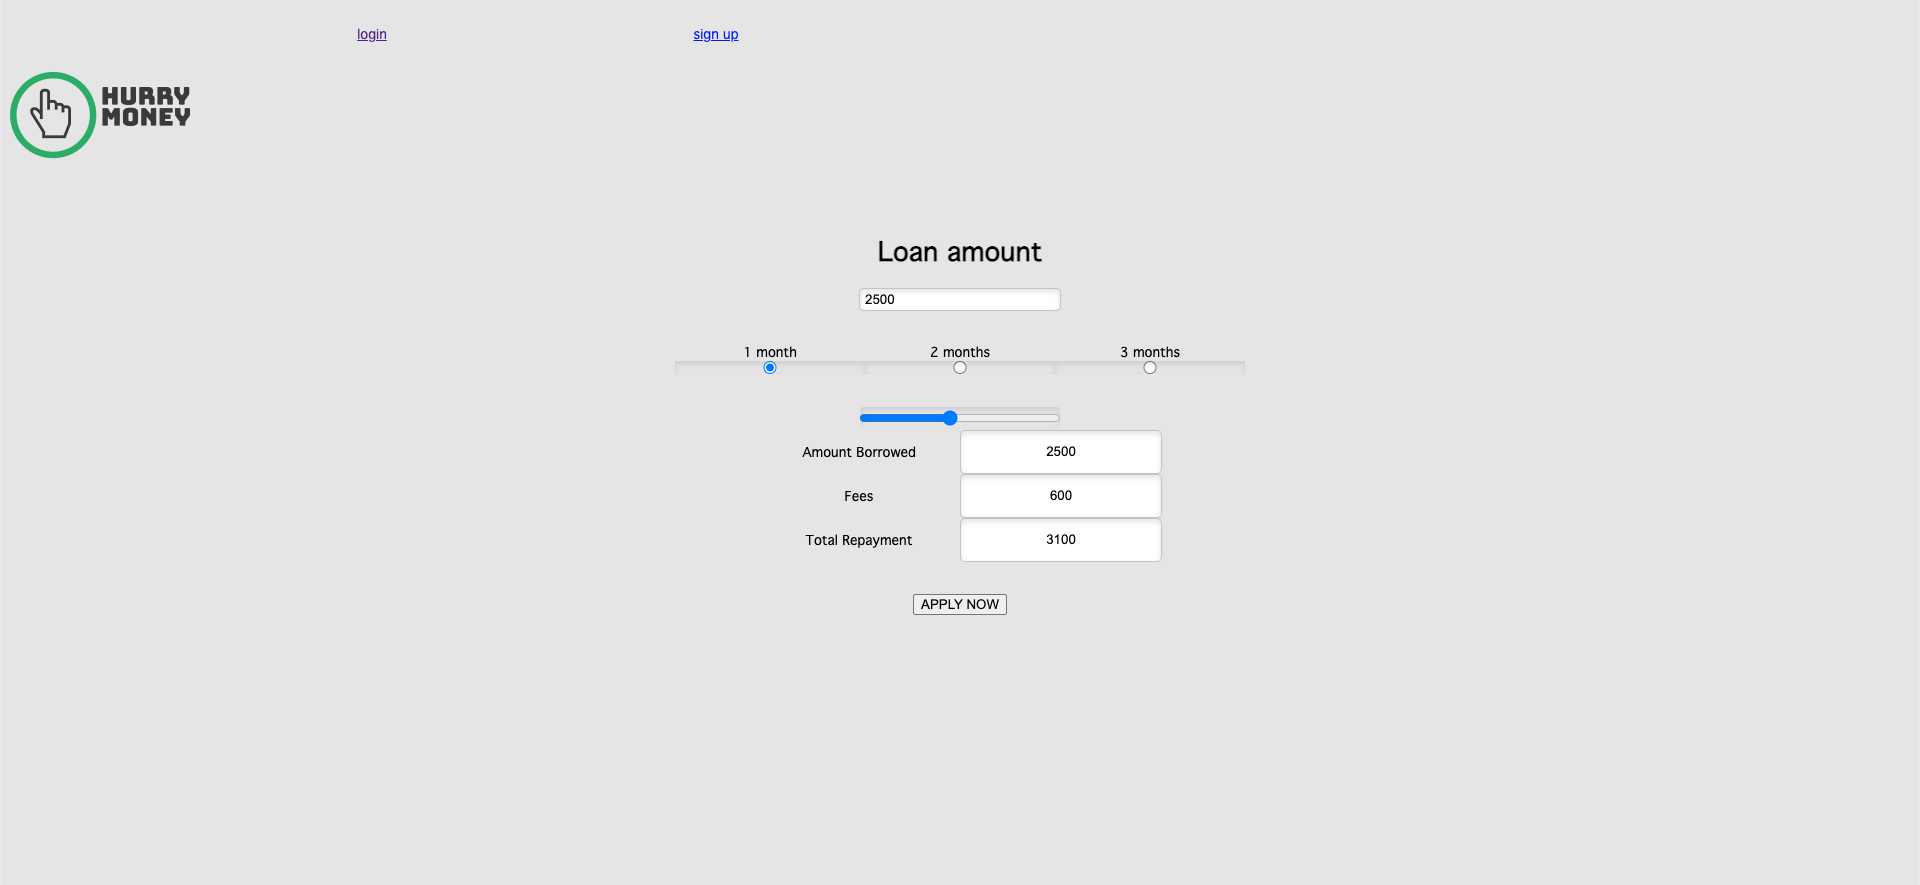 login sign up
HURRY
MONEY
Loan amount
2500
1 month 2 months 3 months
Amount Borrowed 2500
Fees 600
Total Repayment 3100
APPLY NOW